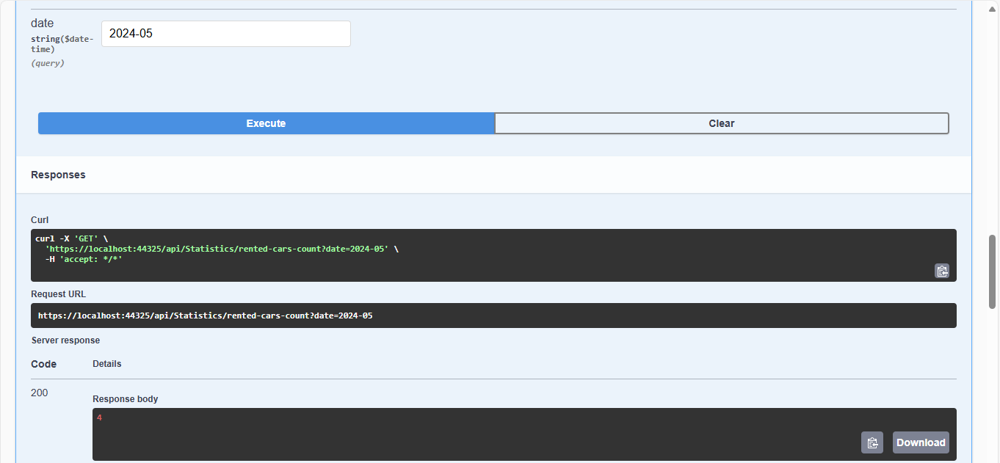 date
string($date-
time)
(query)
2024-05
Execute
Clear
Responses
Curl
curl -X 'GET' \
'https://localhost:44325/api/Statistics/rented-cars-count?date=2024-05' \
-H 'accept: */*'
Request URL
https://localhost:44325/api/Statistics/rented-cars-count?date=2024-05
Server response
Code Details
200
Response body
4
Download